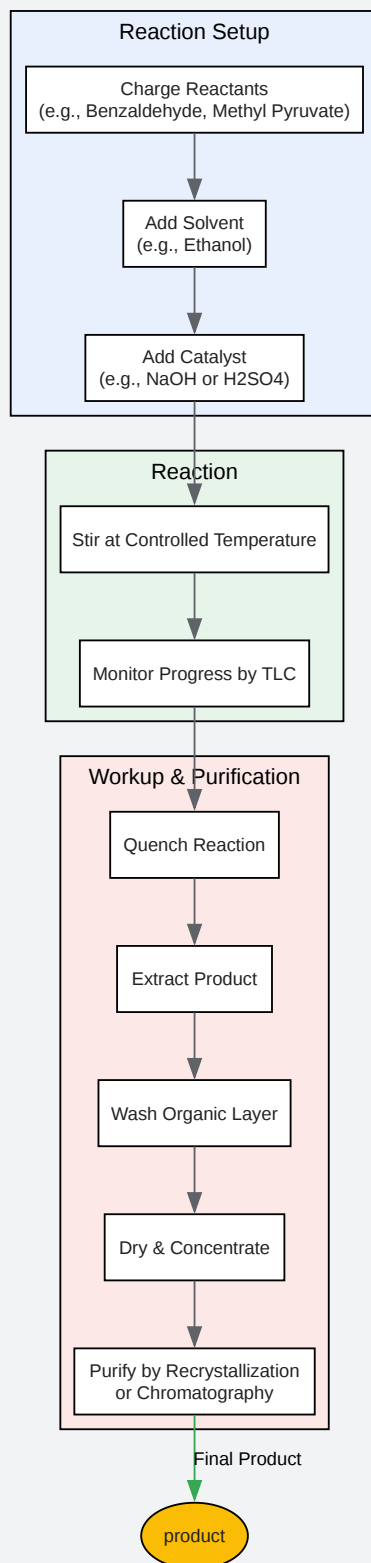 Reaction Setup
Charge Reactants
(e.g., Benzaldehyde, Methyl Pyruvate)
Add Solvent
(e.g., Ethanol)
Add Catalyst
(e.g., NaOH or H2SO4)
Reaction
Stir at Controlled Temperature
Monitor Progress by TLC
Workup & Purification
Quench Reaction
Extract Product
Wash Organic Layer
Dry & Concentrate
Purify by Recrystallization
or Chromatography
Final Product
product